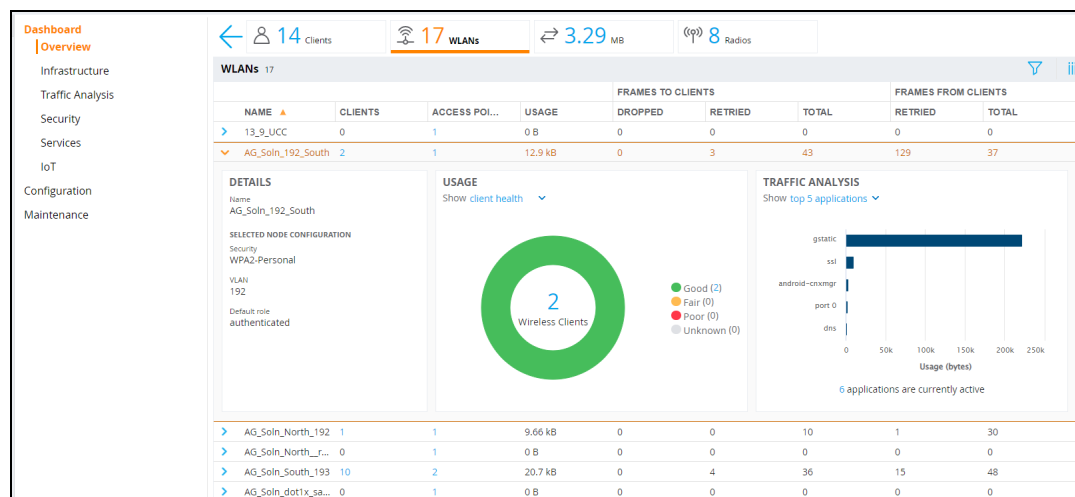 Dashboard
Overview
Infrastructure
Traffic Analysis
Security
Services
IoT
Configuration
Maintenance
14 Clients 17 WLANs 3.29 MB 8 Radios
WLANs 17
FRAMES TO CLIENTS FRAMES FROM CLIENTS
NAME CLIENTS ACCESS POI... USAGE DROPPED RETRIED TOTAL RETRIED TOTAL
13_9_UCC 0 1 0 B 0 0 0 0 0
AG_Soln_192_South 2 1 12.9 kB 0 3 43 129 37
DETAILS
Name
AG_Soln_192_South
SELECTED NODE CONFIGURATION
Security
WPA2-Personal
VLAN
192
Default role
authenticated
USAGE
Show client health
2
Wireless Clients
Good (2)
Fair (0)
Poor (0)
Unknown (0)
TRAFFIC ANALYSIS
Show top 5 applications
gstatic
ssl
android-cnxmgr
port 0
dns
0 50k 100k 150k 200k 250k
Usage (bytes)
6 applications are currently active
AG_Soln_North_192 1 1 9.66 kB 0 0 10 1 30
AG_Soln_North__r... 0 1 0 B 0 0 0 0 0
AG_Soln_South_193 10 2 20.7 kB 0 4 36 15 48
AG_Soln_dot1x_sa... 0 1 0 B 0 0 0 0 0